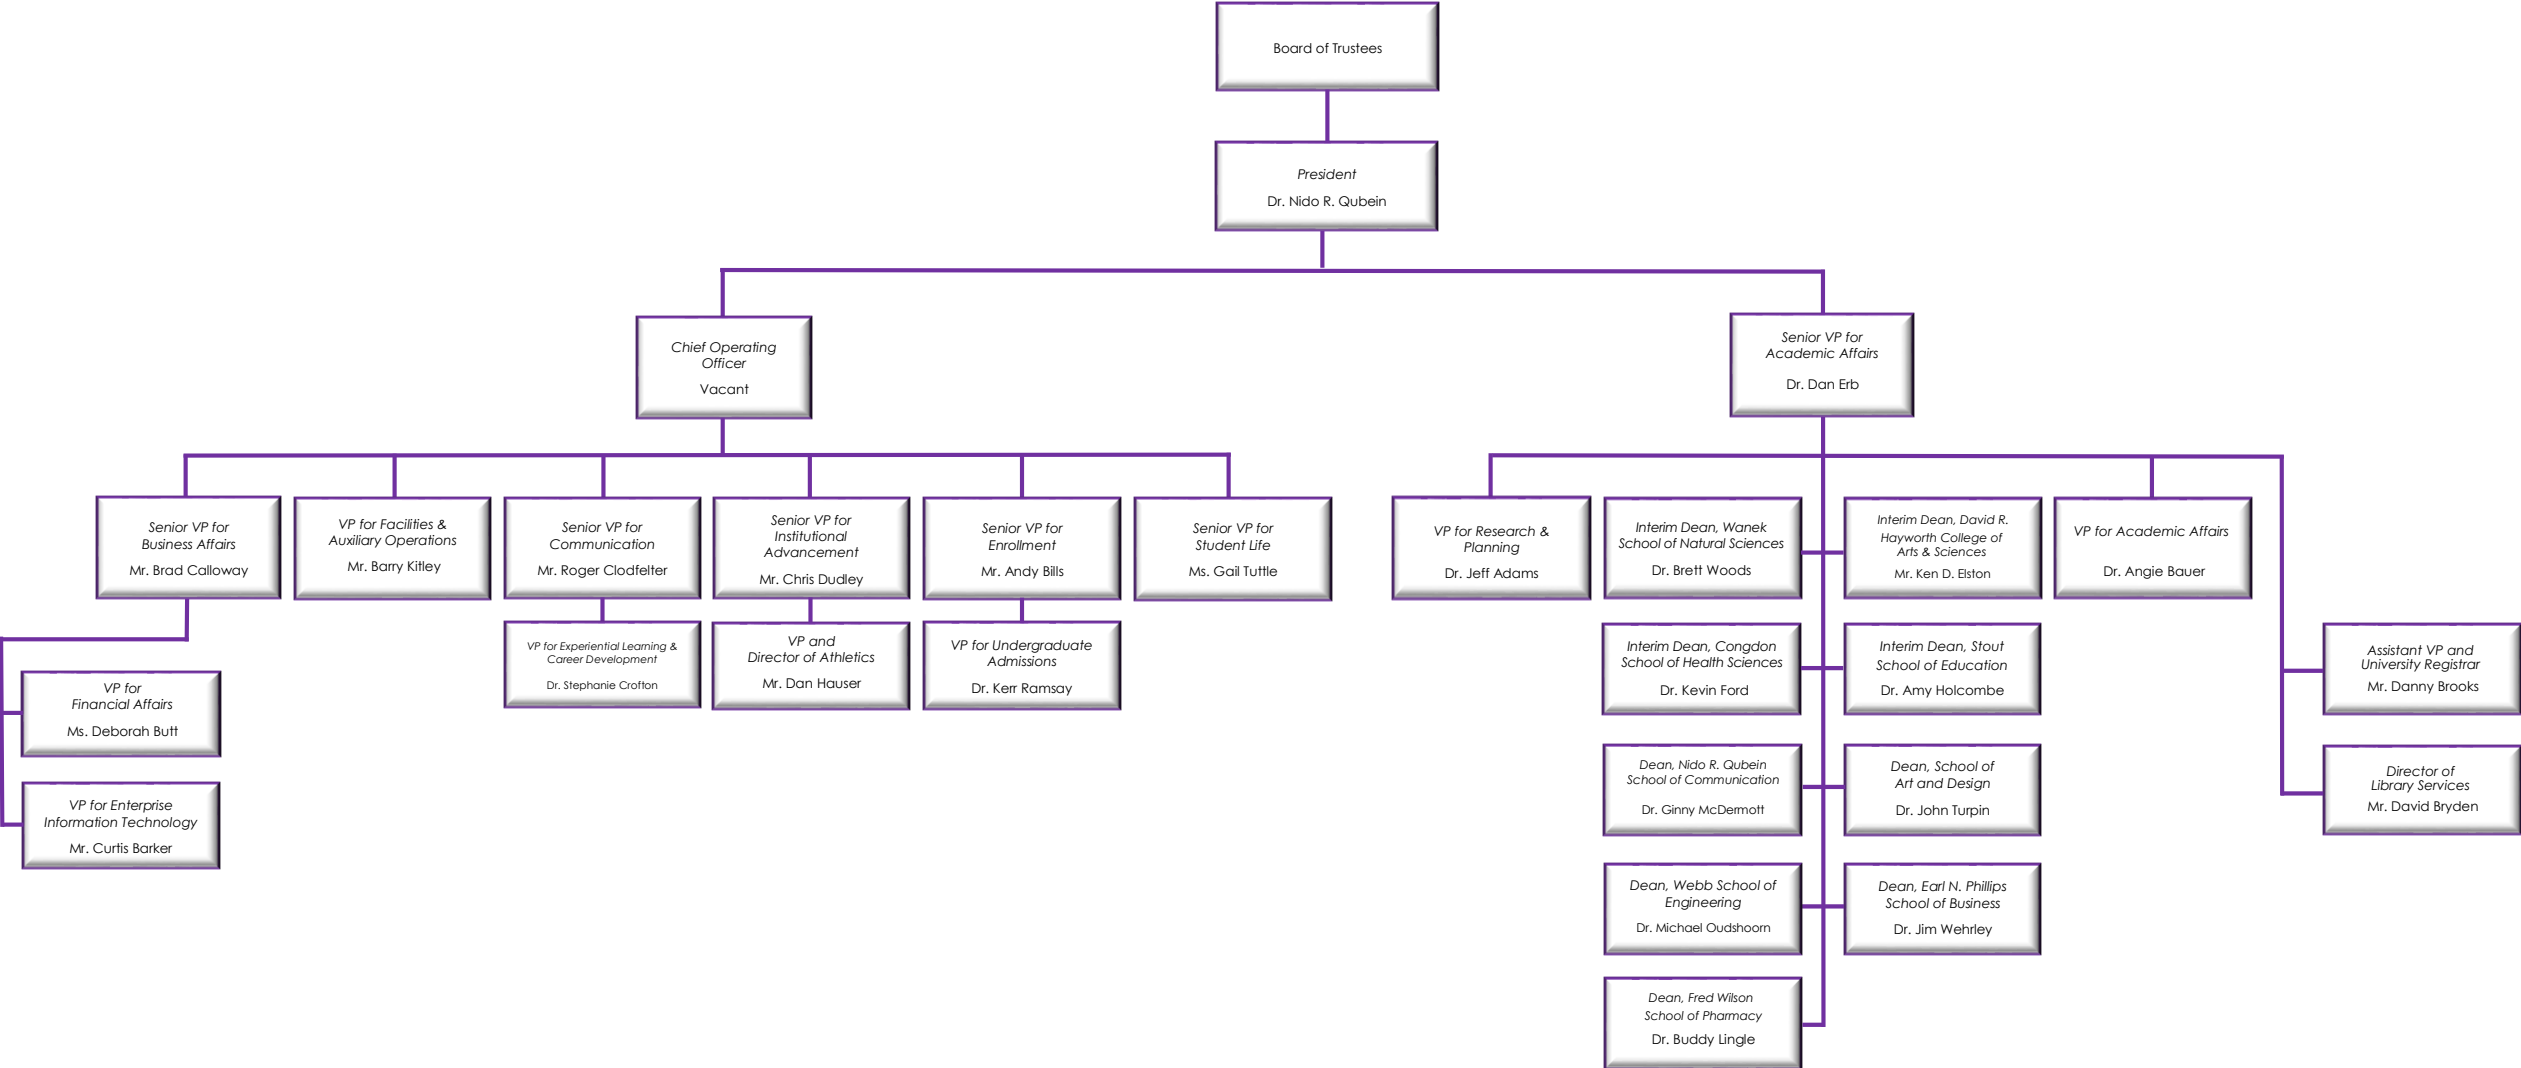 Board of Trustees
President
Dr. Nido R. Qubein
Chief Operating
Officer
Vacant
Senior VP for
Academic Affairs
Dr. Dan Erb
Senior VP for
Business Affairs
Mr. Brad Calloway
VP for Facilities &
Auxiliary Operations
Mr. Barry Kitley
Senior VP for
Communication
Mr. Roger Clodfelter
Senior VP for
Institutional
Advancement
Mr. Chris Dudley
Senior VP for
Enrollment
Mr. Andy Bills
Senior VP for
Student Life
Ms. Gail Tuttle
VP for Research &
Planning
Dr. Jeff Adams
Interim Dean, Wanek
School of Natural Sciences
Dr. Brett Woods
Interim Dean, David R.
Hayworth College of
Arts & Sciences
Mr. Ken D. Elston
VP for Academic Affairs
Dr. Angie Bauer
VP for Experiential Learning &
Career Development
Dr. Stephanie Crofton
VP and
Director of Athletics
Mr. Dan Hauser
VP for Undergraduate
Admissions
Dr. Kerr Ramsay
Interim Dean, Congdon
School of Health Sciences
Dr. Kevin Ford
Interim Dean, Stout
School of Education
Dr. Amy Holcombe
Assistant VP and
University Registrar
Mr. Danny Brooks
VP for
Financial Affairs
Ms. Deborah Butt
Dean, Nido R. Qubein
School of Communication
Dr. Ginny McDermott
Dean, School of
Art and Design
Dr. John Turpin
Director of
Library Services
Mr. David Bryden
VP for Enterprise
Information Technology
Mr. Curtis Barker
Dean, Webb School of
Engineering
Dr. Michael Oudshoorn
Dean, Earl N. Phillips
School of Business
Dr. Jim Wehrley
Dean, Fred Wilson
School of Pharmacy
Dr. Buddy Lingle